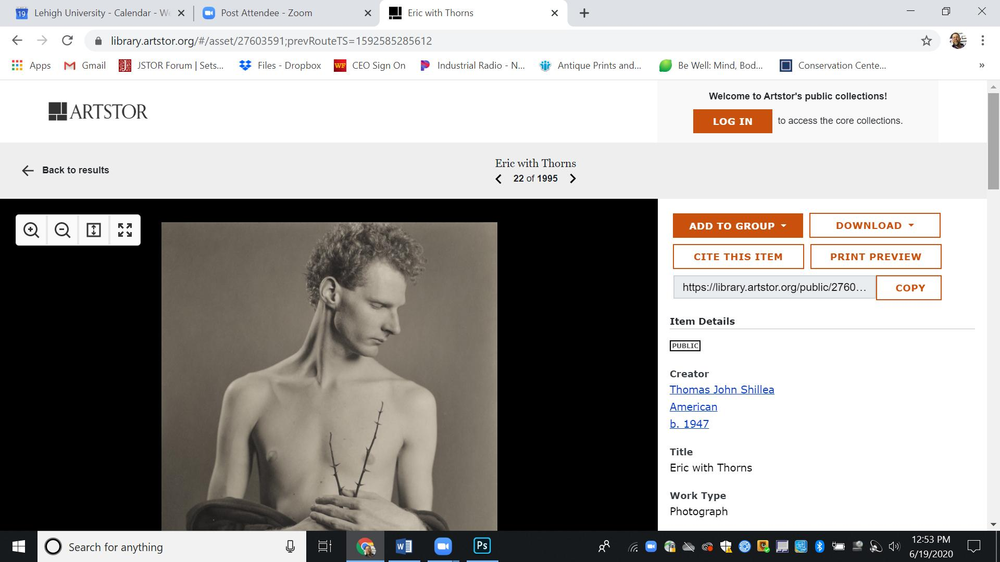 Lehigh University - Calendar - We
Post Attendee - Zoom
Eric with Thorns
library.artstor.org/#/asset/27603591;prevRouteTS=1592585285612
Apps
Gmail
JSTOR Forum | Sets...
Files - Dropbox
CEO Sign On
Industrial Radio - N...
Antique Prints and...
Be Well: Mind, Bod...
Conservation Cente...
»
ARTSTOR
Welcome to Artstor's public collections!
LOG IN to access the core collections.
Back to results
Eric with Thorns
22 of 1995
ADD TO GROUP
DOWNLOAD
CITE THIS ITEM
PRINT PREVIEW
https://library.artstor.org/public/2760...
COPY
Item Details
PUBLIC
Creator
Thomas John Shillea
American
b. 1947
Title
Eric with Thorns
Work Type
Photograph
Search for anything
Ps
12:53 PM
6/19/2020